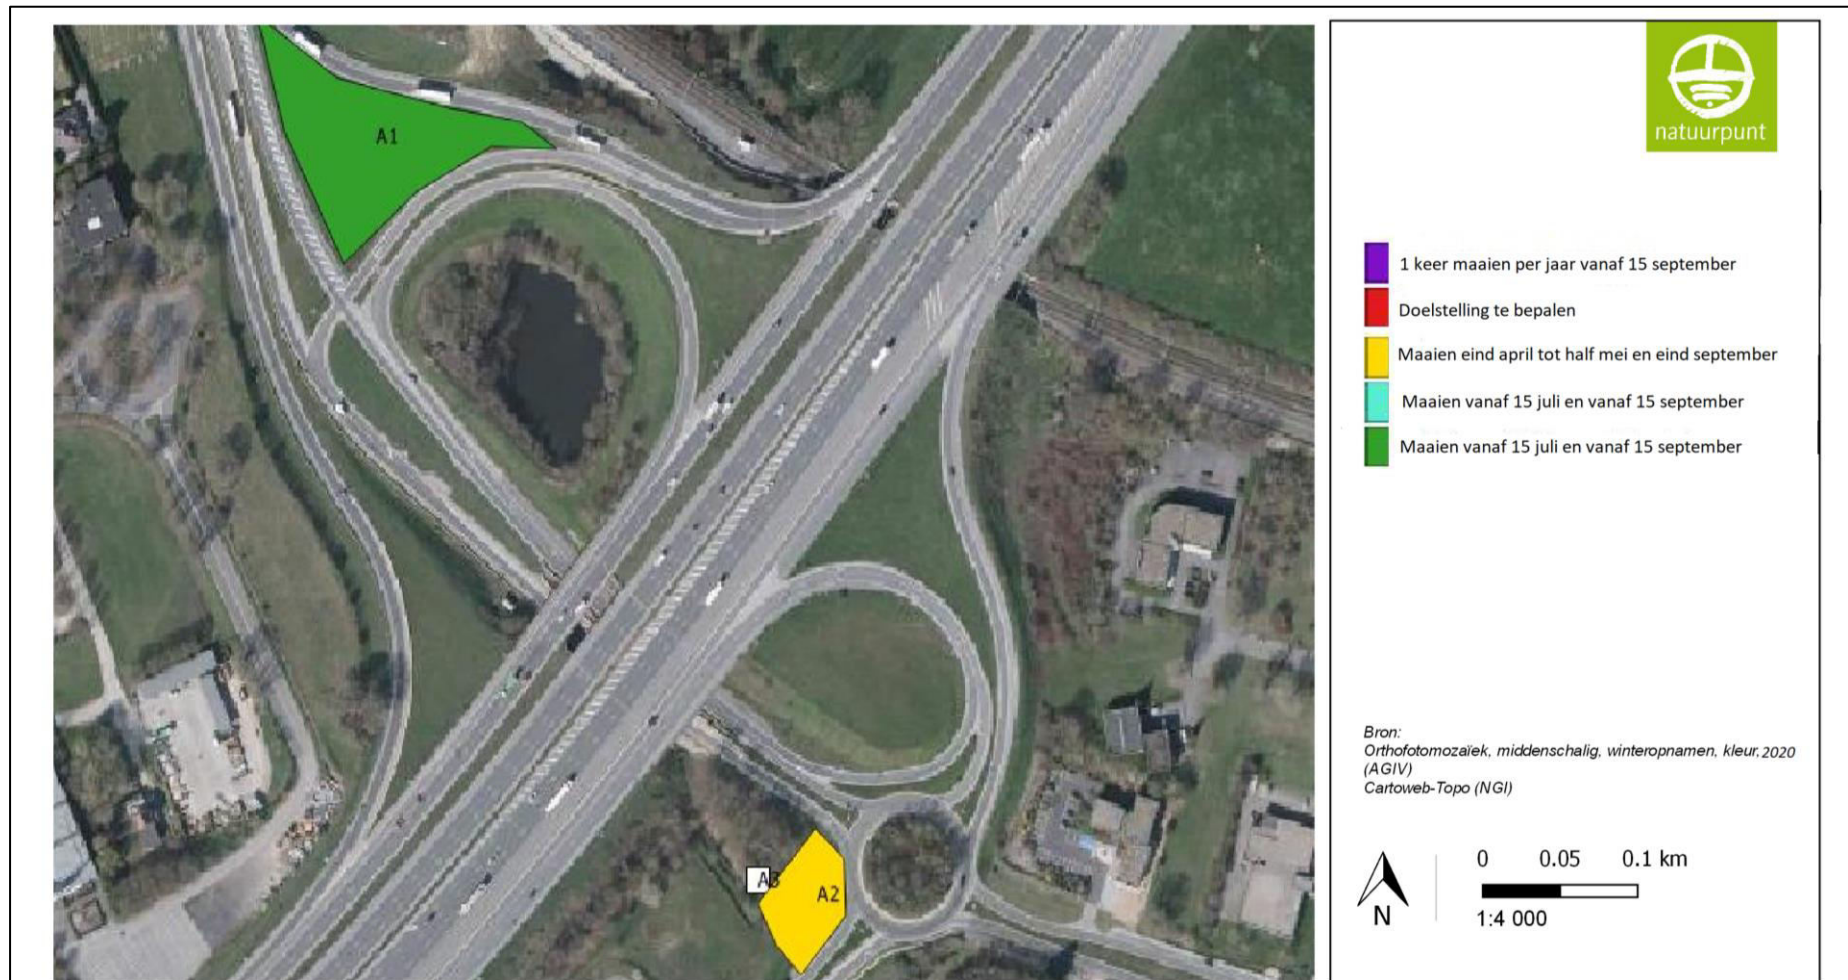 A1
A3
A2
natuurpunt
1 keer maaien per jaar vanaf 15 september
Doelstelling te bepalen
Maaien eind april tot half mei en eind september
Maaien vanaf 15 juli en vanaf 15 september
Maaien vanaf 15 juli en vanaf 15 september
Bron:
Orthofotomozaïek, middenschalig, winteropnamen, kleur, 2020
(AGIV)
Cartoweb-Topo (NGI)
0 0.05 0.1 km
N
1:4 000